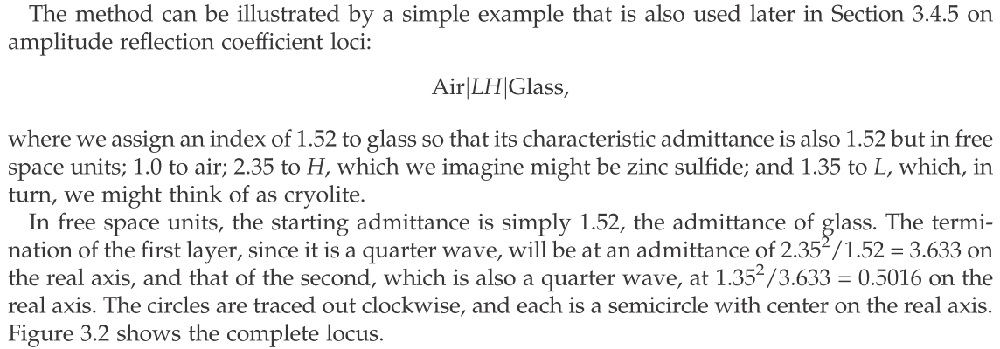 The method can be illustrated by a simple example that is also used later in Section 3.4.5 on
amplitude reflection coefficient loci:
Air|LH|Glass,
where we assign an index of 1.52 to glass so that its characteristic admittance is also 1.52 but in free
space units; 1.0 to air; 2.35 to H, which we imagine might be zinc sulfide; and 1.35 to L, which, in
turn, we might think of as cryolite.
In free space units, the starting admittance is simply 1.52, the admittance of glass. The termi-
nation of the first layer, since it is a quarter wave, will be at an admittance of 2.35²/1.52 = 3.633 on
the real axis, and that of the second, which is also a quarter wave, at 1.35²/3.633 = 0.5016 on the
real axis. The circles are traced out clockwise, and each is a semicircle with center on the real axis.
Figure 3.2 shows the complete locus.